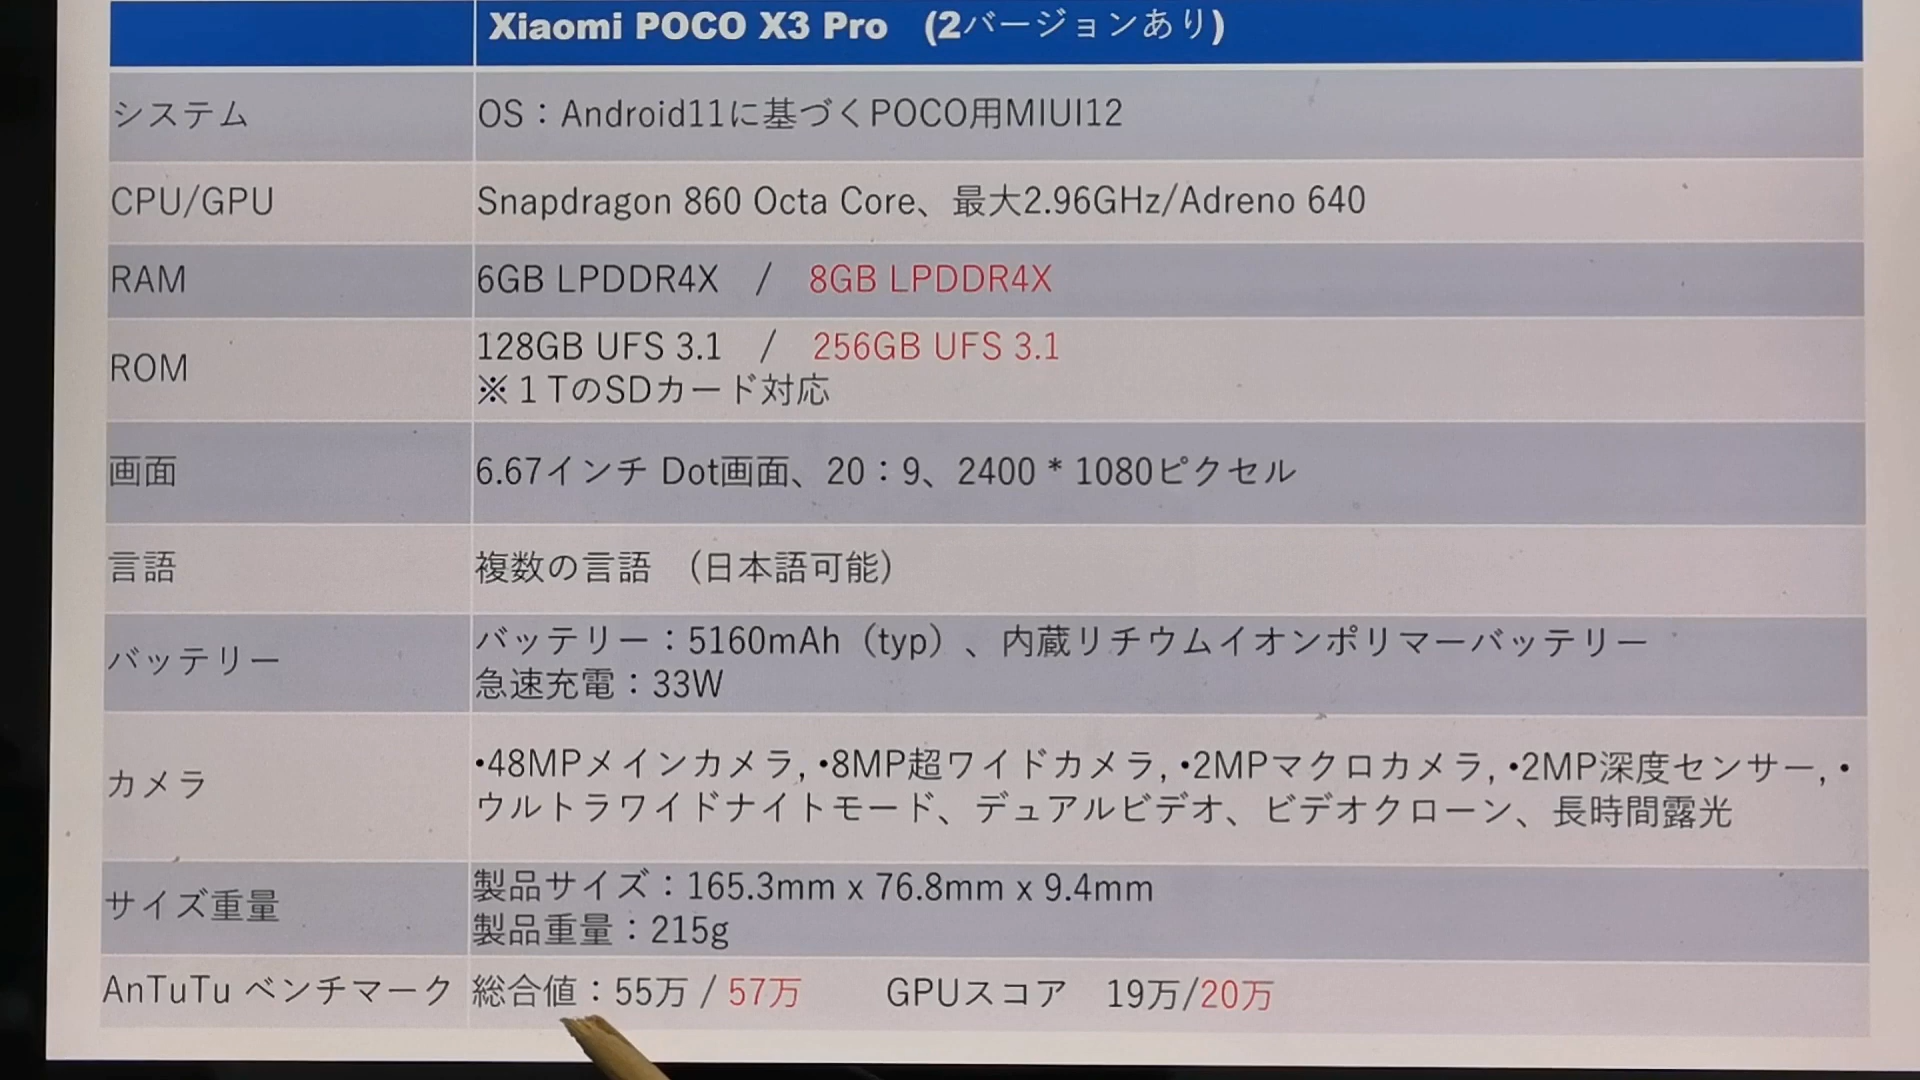 Xiaomi POCO X3 Pro (2バージョンあり)
システム
OS：Android11に基づくPOCO用MIUI12
CPU/GPU
Snapdragon 860 Octa Core、最大2.96GHz/Adreno 640
RAM
6GB LPDDR4X / 8GB LPDDR4X
ROM
128GB UFS 3.1 / 256GB UFS 3.1
※１TのSDカード対応
画面
6.67インチ Dot画面、20：9、2400 * 1080ピクセル
言語
複数の言語 （日本語可能）
バッテリー
バッテリー：5160mAh（typ）、内蔵リチウムイオンポリマーバッテリー
急速充電：33W
カメラ
•48MPメインカメラ, •8MP超ワイドカメラ, •2MPマクロカメラ, •2MP深度センサー, •
ウルトラワイドナイトモード、デュアルビデオ、ビデオクローン、長時間露光
サイズ重量
製品サイズ：165.3mm x 76.8mm x 9.4mm
製品重量：215g
AnTuTu ベンチマーク
総合値：55万 / 57万 GPUスコア 19万/20万